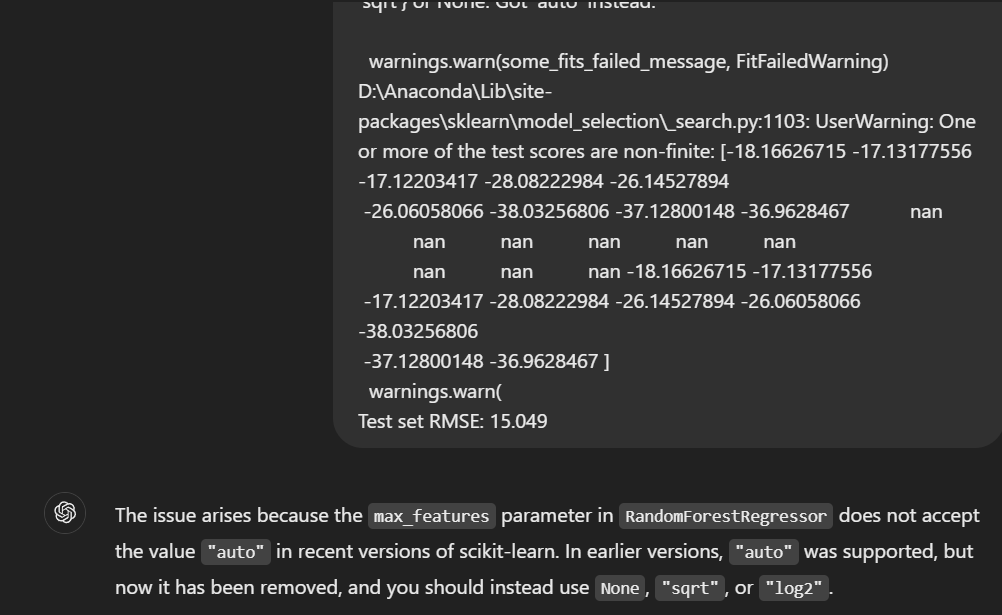 sqrt'} or None. Got 'auto' instead.
warnings.warn(some_fits_failed_message, FitFailedWarning)
D:\Anaconda\Lib\site-
packages\sklearn\model_selection\_search.py:1103: UserWarning: One
or more of the test scores are non-finite: [-18.16626715 -17.13177556
-17.12203417 -28.08222984 -26.14527894
-26.06058066 -38.03256806 -37.12800148 -36.9628467 nan
nan nan nan nan nan
nan nan nan -18.16626715 -17.13177556
-17.12203417 -28.08222984 -26.14527894 -26.06058066
-38.03256806
-37.12800148 -36.9628467 ]
warnings.warn(
Test set RMSE: 15.049
The issue arises because the max_features parameter in RandomForestRegressor does not accept
the value "auto" in recent versions of scikit-learn. In earlier versions, "auto" was supported, but
now it has been removed, and you should instead use None, "sqrt", or "log2".